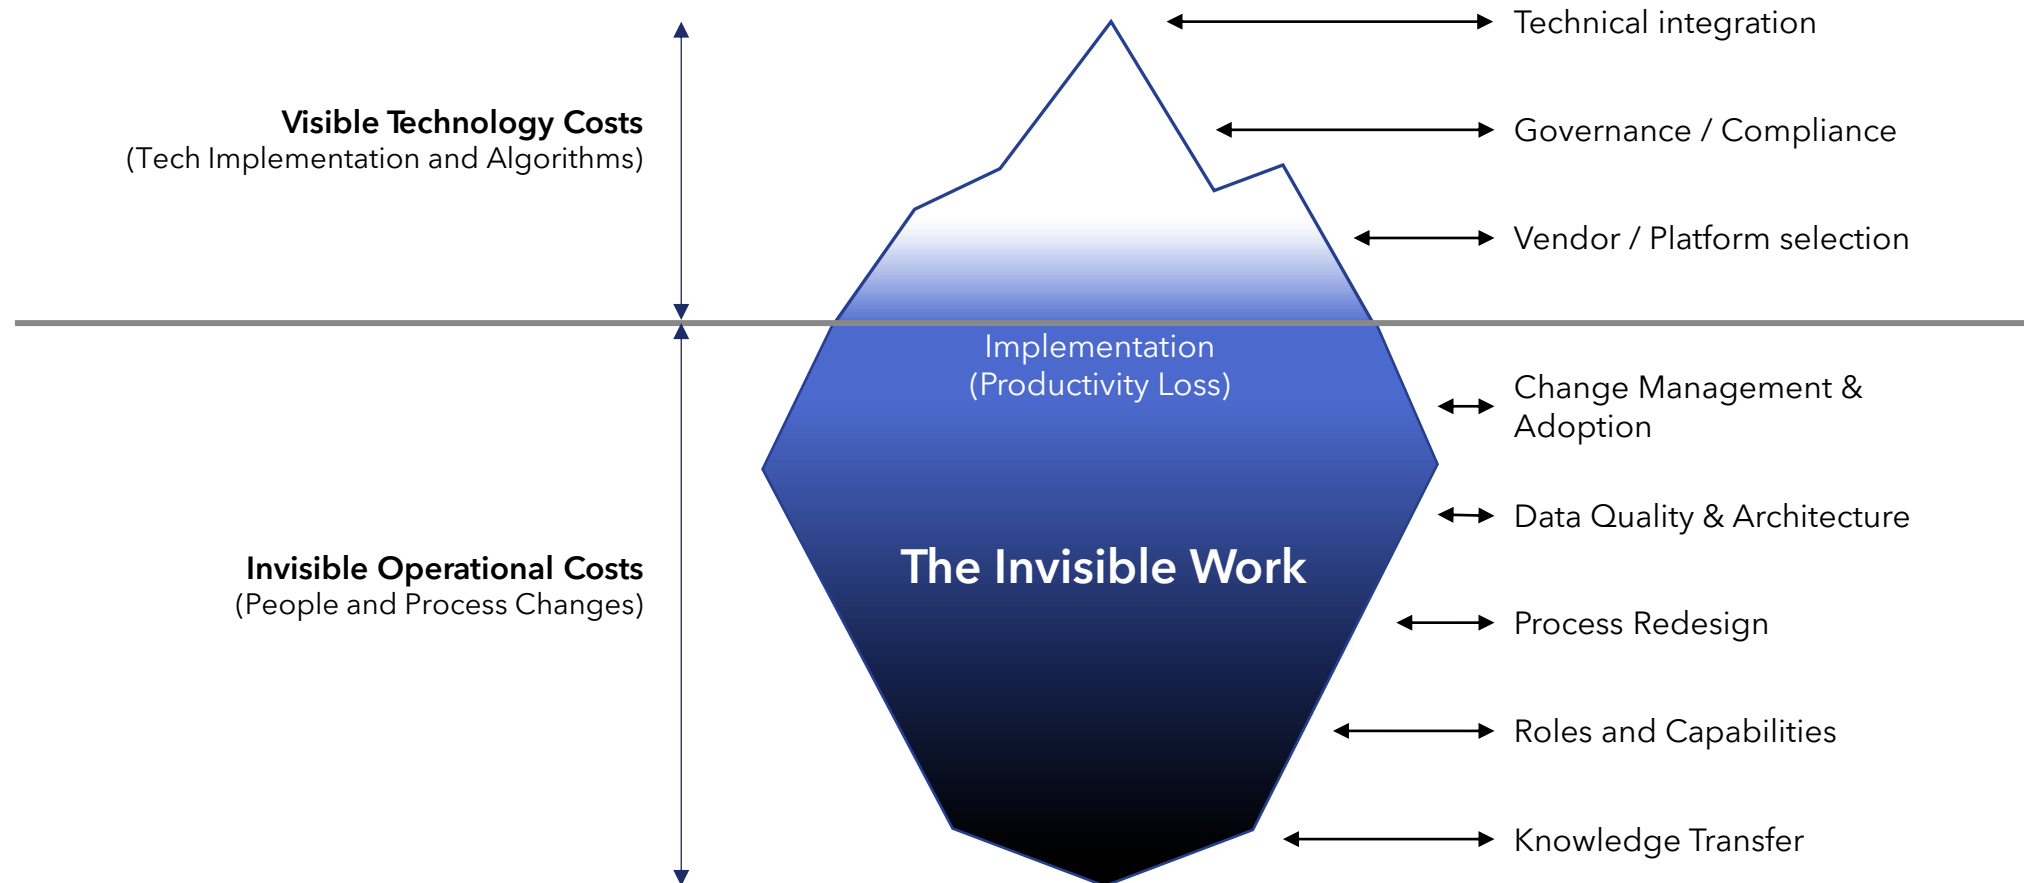 Technical integration
Visible Technology Costs
(Tech Implementation and Algorithms)
Governance / Compliance
Vendor / Platform selection
Implementation
(Productivity Loss)
Change Management &
Adoption
Data Quality & Architecture
The Invisible Work
Invisible Operational Costs
(People and Process Changes)
Process Redesign
Roles and Capabilities
Knowledge Transfer